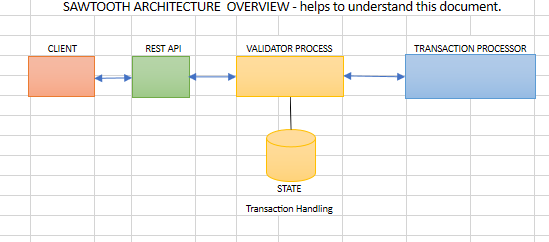 SAWTOOTH ARCHITECTURE OVERVIEW - helps to understand this document.
CLIENT REST API VALIDATOR PROCESS TRANSACTION PROCESSOR
STATE
Transaction Handling